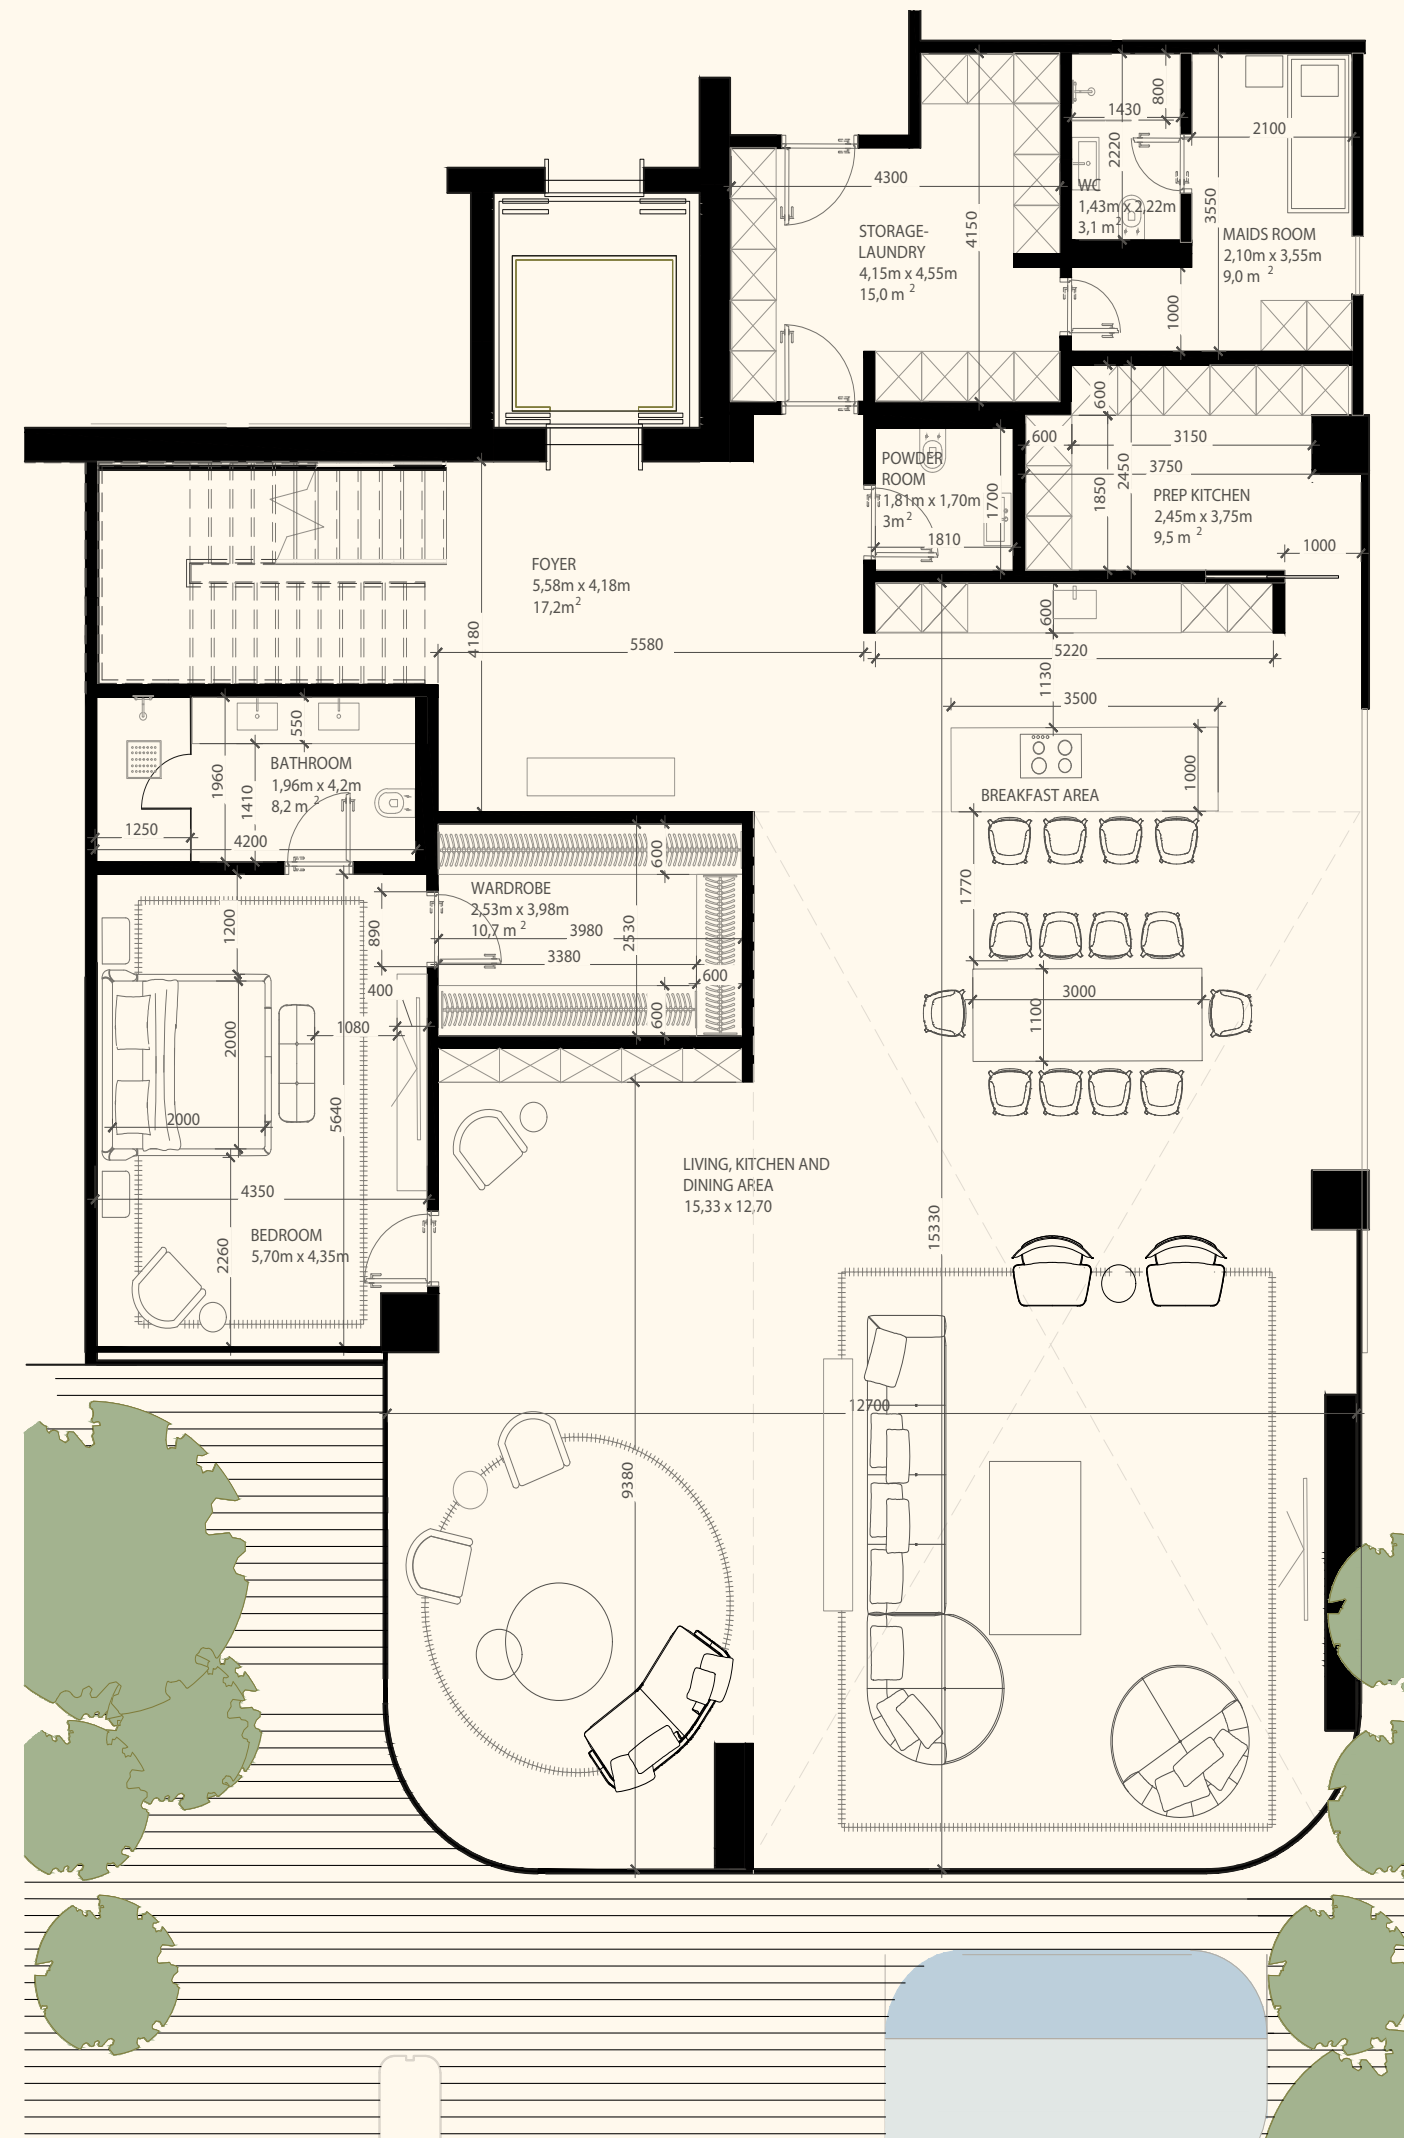 800
1430
2100
2220
4300
WC
1,43m x 2,22m
3,1 m²
3550
4150
STORAGE-
LAUNDRY
4,15m x 4,55m
15,0 m ²
MAIDS ROOM
2,10m x 3,55m
9,0 m ²
1000
600
600
3150
3750
2450
1850
POWDER
ROOM
1,81m x 1,70m
3m²
1700
1810
PREP KITCHEN
2,45m x 3,75m
9,5 m ²
1000
FOYER
5,58m x 4,18m
17,2m²
4180
5580
600
5220
1130
3500
1000
BREAKFAST AREA
550
BATHROOM
1,96m x 4,2m
8,2 m ²
1960
1410
1250
4200
600
WARDROBE
2,53m x 3,98m
10,7 m ²
3980
3380
2530
600
600
1770
1200
890
400
1080
2000
2000
5640
3000
1100
4350
2260
BEDROOM
5,70m x 4,35m
LIVING, KITCHEN AND
DINING AREA
15,33 x 12,70
15330
12700
9380